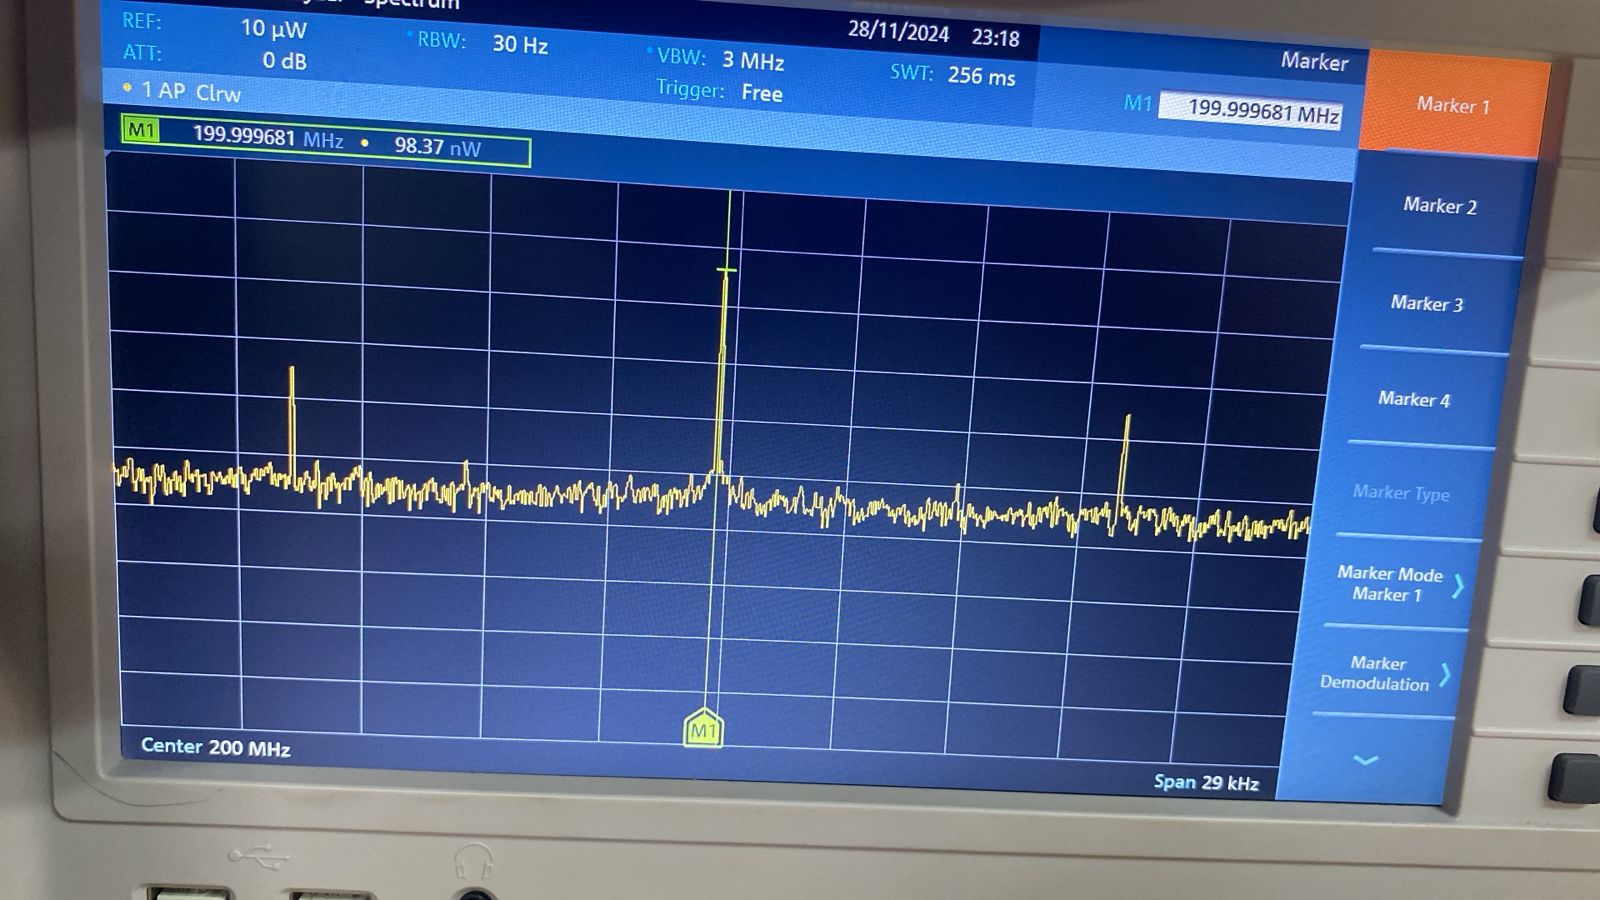 Spectrum
REF: 10 µW RBW: 30 Hz VBW: 3 MHz SWT: 256 ms 28/11/2024 23:18
ATT: 0 dB Trigger: Free
1 AP Clrw
Marker
M1 199.999681 MHz
M1 199.999681 MHz 98.37 nW
Marker 1
Marker 2
Marker 3
Marker 4
Marker Type
Marker Mode
Marker 1
Marker
Demodulation
M1
Center 200 MHz
Span 29 kHz